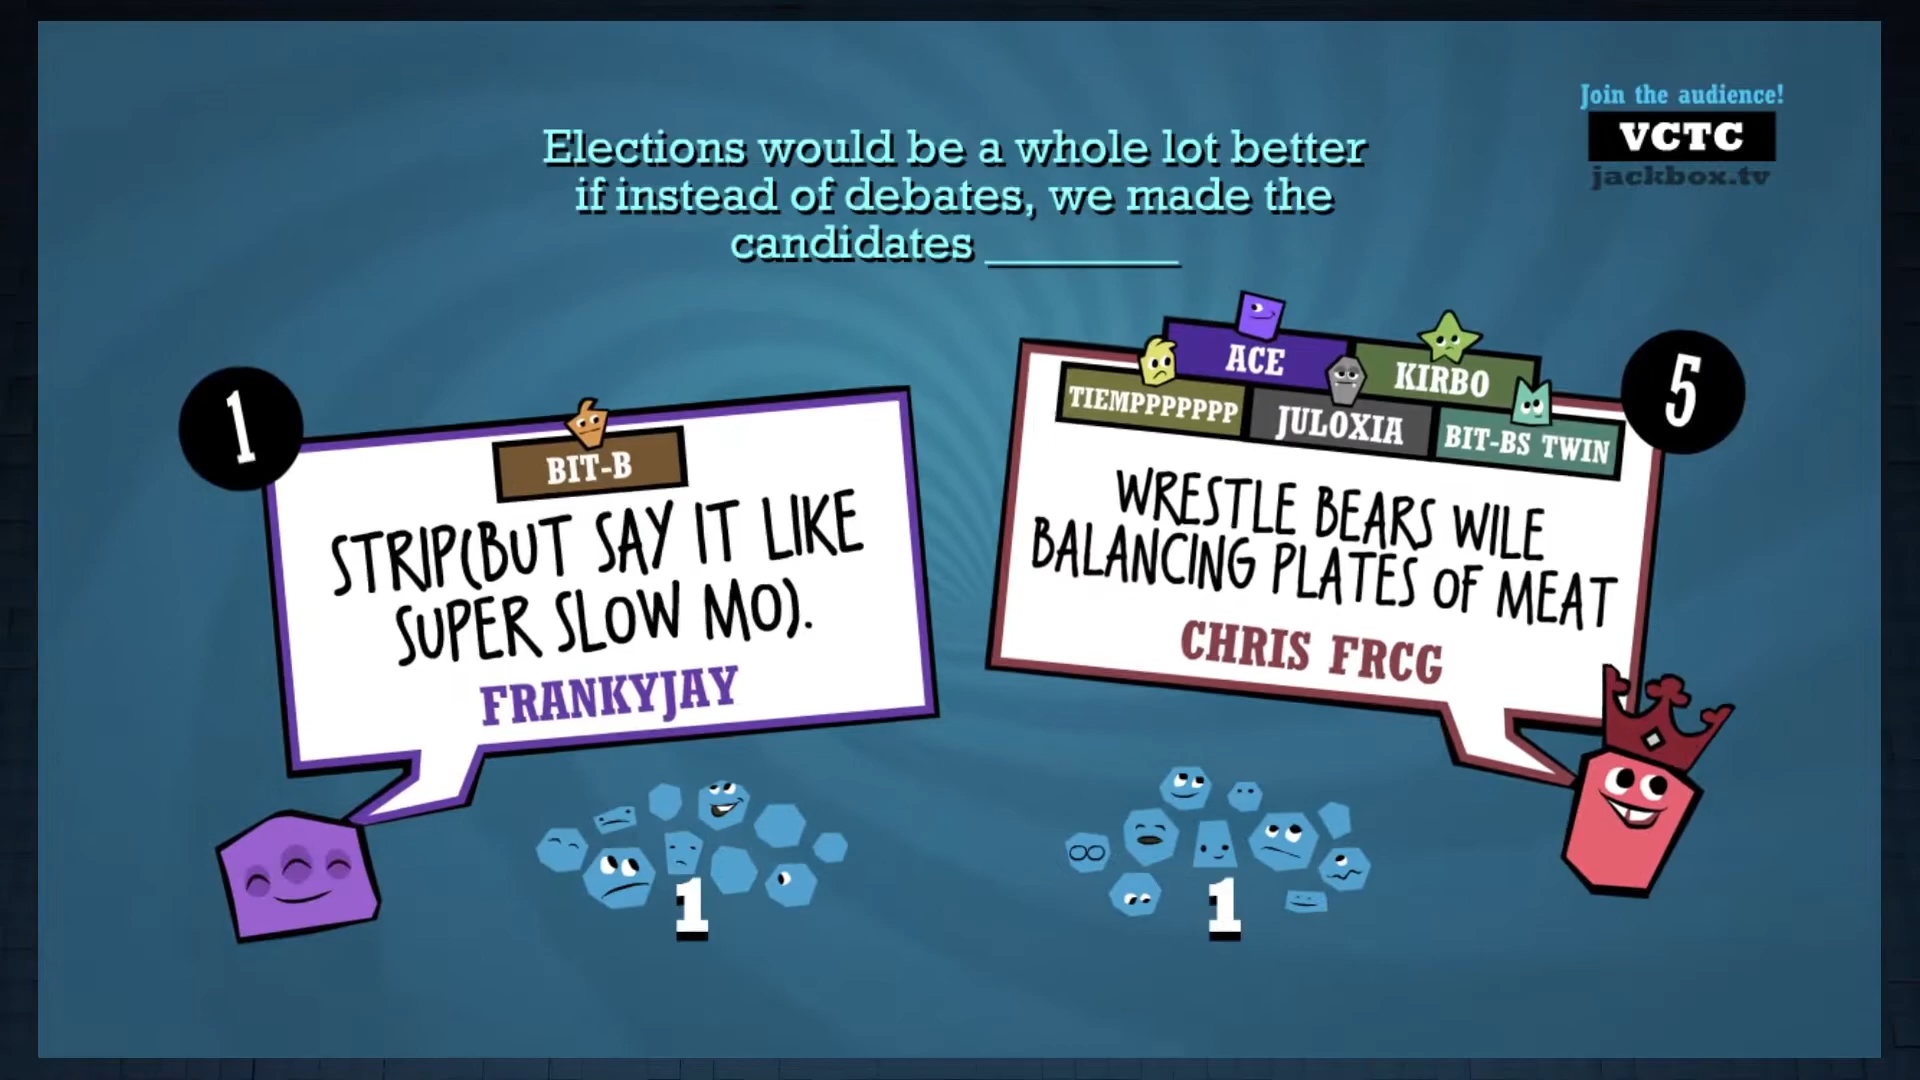 Join the audience!
VCTC
jackbox.tv
Elections would be a whole lot better
if instead of debates, we made the
candidates ________
1
BIT-B
STRIP(BUT SAY IT LIKE
SUPER SLOW MO).
FRANKYJAY
1
5
ACE
KIRBO
TIEMPPPPPPP
JULOXIA
BIT-BS TWIN
WRESTLE BEARS WILE
BALANCING PLATES OF MEAT
CHRIS FRCG
1